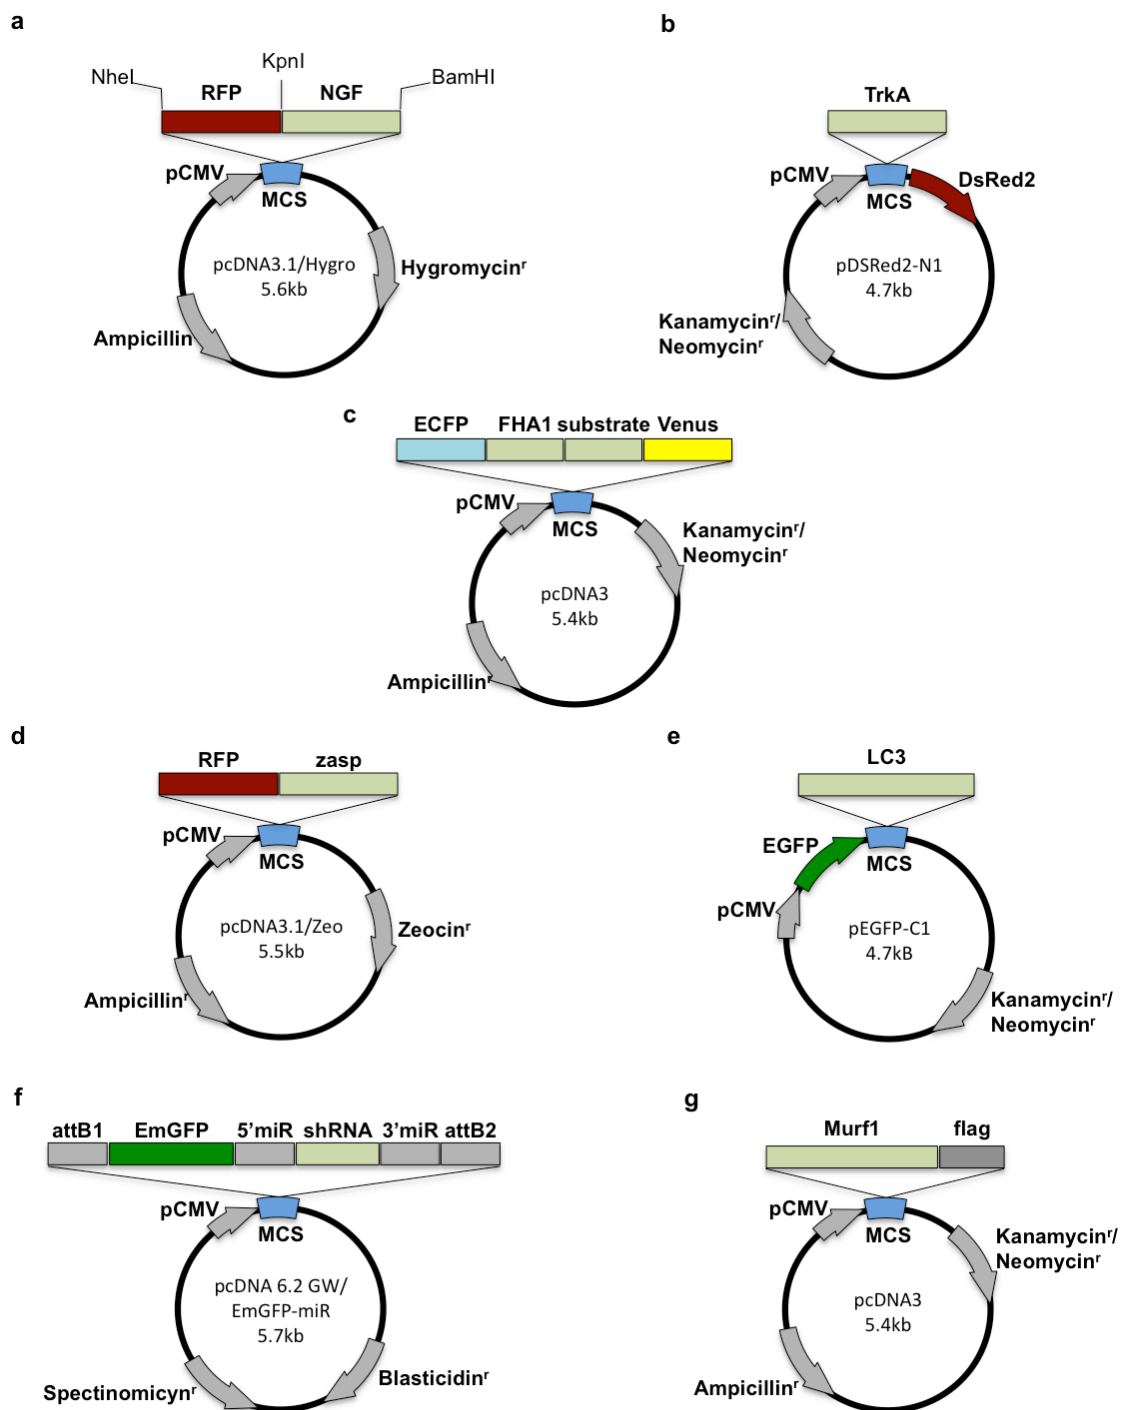 a
NheI
KpnI
BamHI
RFP
NGF
pCMV
MCS
pcDNA3.1/Hygro
5.6kb
Hygromycinʳ
Ampicillin
b
TrkA
pCMV
MCS
DsRed2
pDSRed2-N1
4.7kb
Kanamycinʳ/
Neomycinʳ
c
ECFP
FHA1 substrate Venus
pCMV
MCS
Kanamycinʳ/
Neomycinʳ
pcDNA3
5.4kb
Ampicillinʳ
d
RFP
zasp
pCMV
MCS
pcDNA3.1/Zeo
5.5kb
Zeocinʳ
Ampicillinʳ
e
LC3
EGFP
MCS
pCMV
pEGFP-C1
4.7kB
Kanamycinʳ/
Neomycinʳ
f
attB1 EmGFP 5'miR shRNA 3'miR attB2
pCMV
MCS
pcDNA 6.2 GW/
EmGFP-miR
5.7kb
Blasticidinʳ
Spectinomicynʳ
g
Murf1
flag
pCMV
MCS
Kanamycinʳ/
Neomycinʳ
pcDNA3
5.4kb
Ampicillinʳ